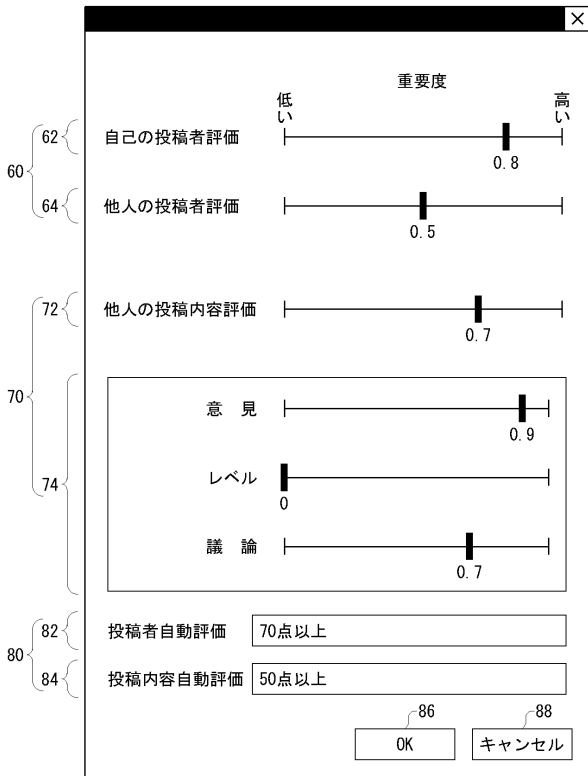 ×
重要度
低い 高い
62 自己の投稿者評価
0.8
60
64 他人の投稿者評価
0.5
72 他人の投稿内容評価
0.7
70
意 見
0.9
74 レベル
0
議 論
0.7
82 投稿者自動評価 70点以上
80
84 投稿内容自動評価 50点以上
86 88
OK キャンセル